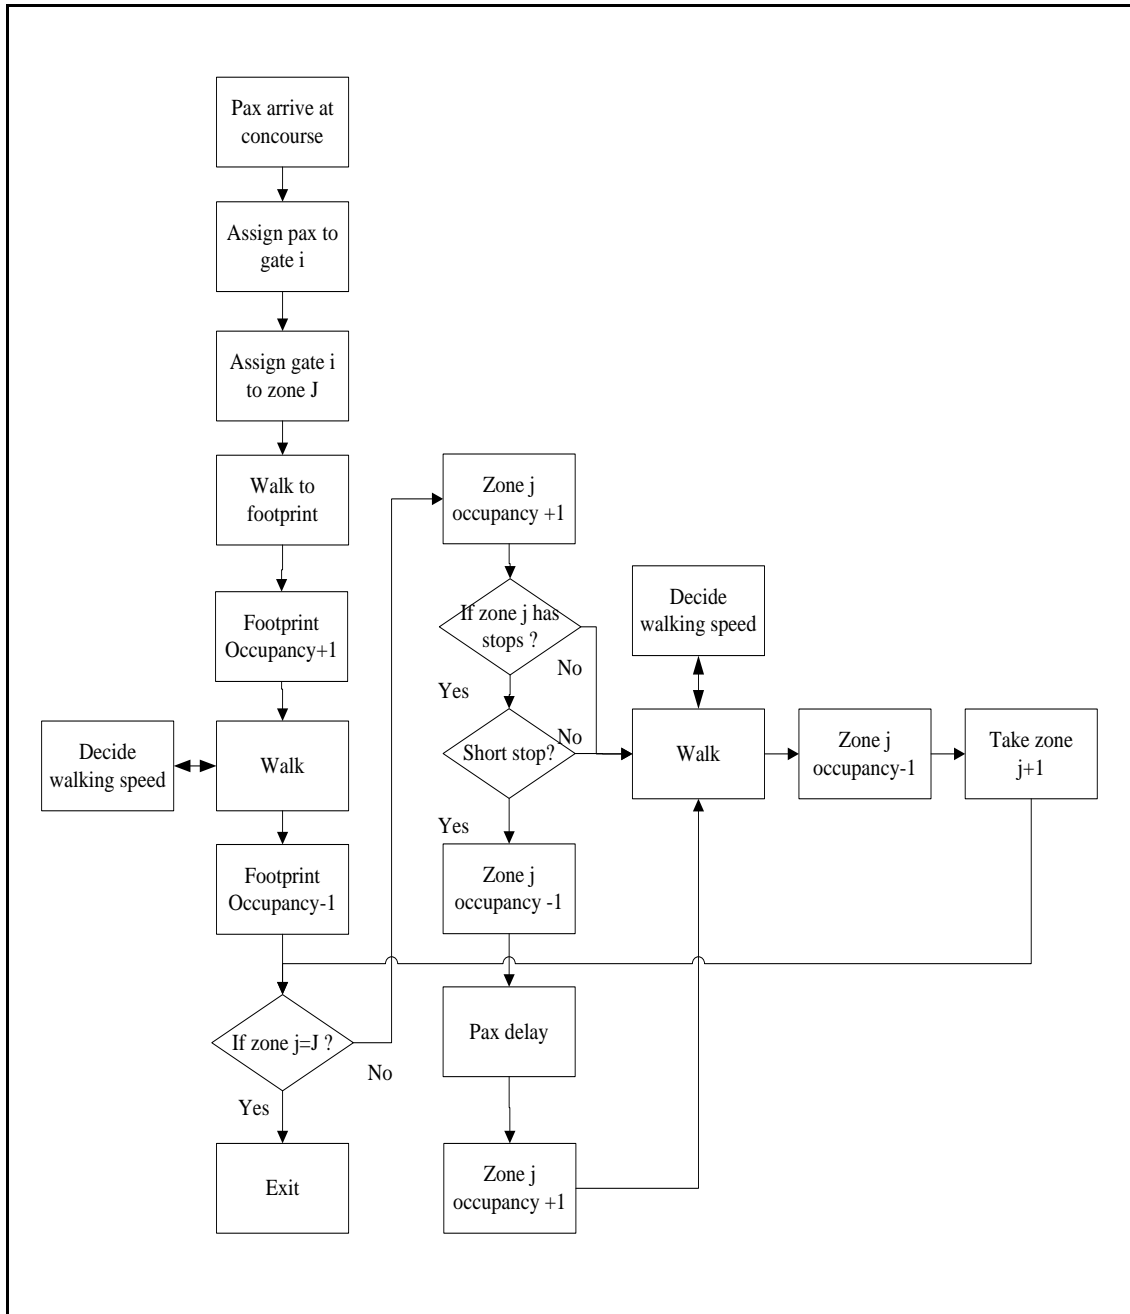 Pax arrive at
concourse
Assign pax to
gate i
Assign gate i
to zone J
Walk to
footprint
Footprint
Occupancy+1
Decide
walking speed
Walk
Footprint
Occupancy-1
If zone j=J ?
No
Yes
Exit
Zone j
occupancy +1
If zone j has
stops ?
No
Yes
Short stop?
No
Yes
Zone j
occupancy -1
Pax delay
Zone j
occupancy +1
Decide
walking speed
Walk
Zone j
occupancy-1
Take zone
j+1